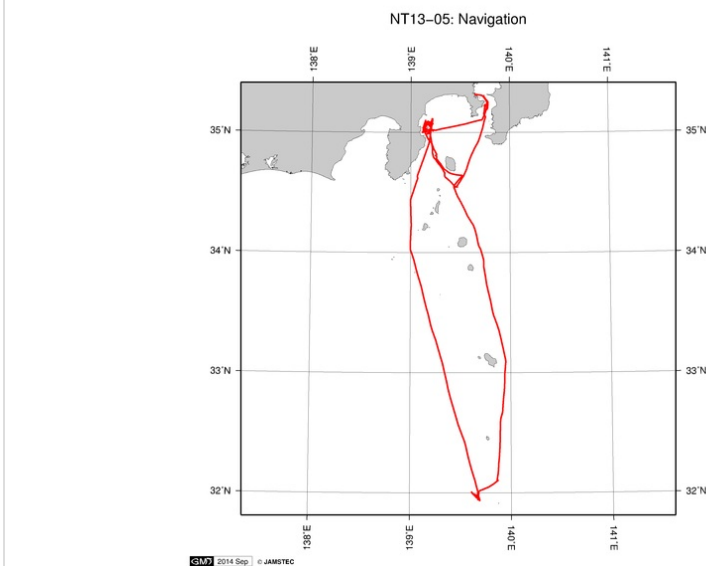 NT13−05: Navigation
138˚E 139˚E 140˚E 141˚E
35˚N 35˚N
34˚N 34˚N
33˚N 33˚N
32˚N 32˚N
138˚E 139˚E 140˚E 141˚E
GMD 2014 Sep © JAMSTEC